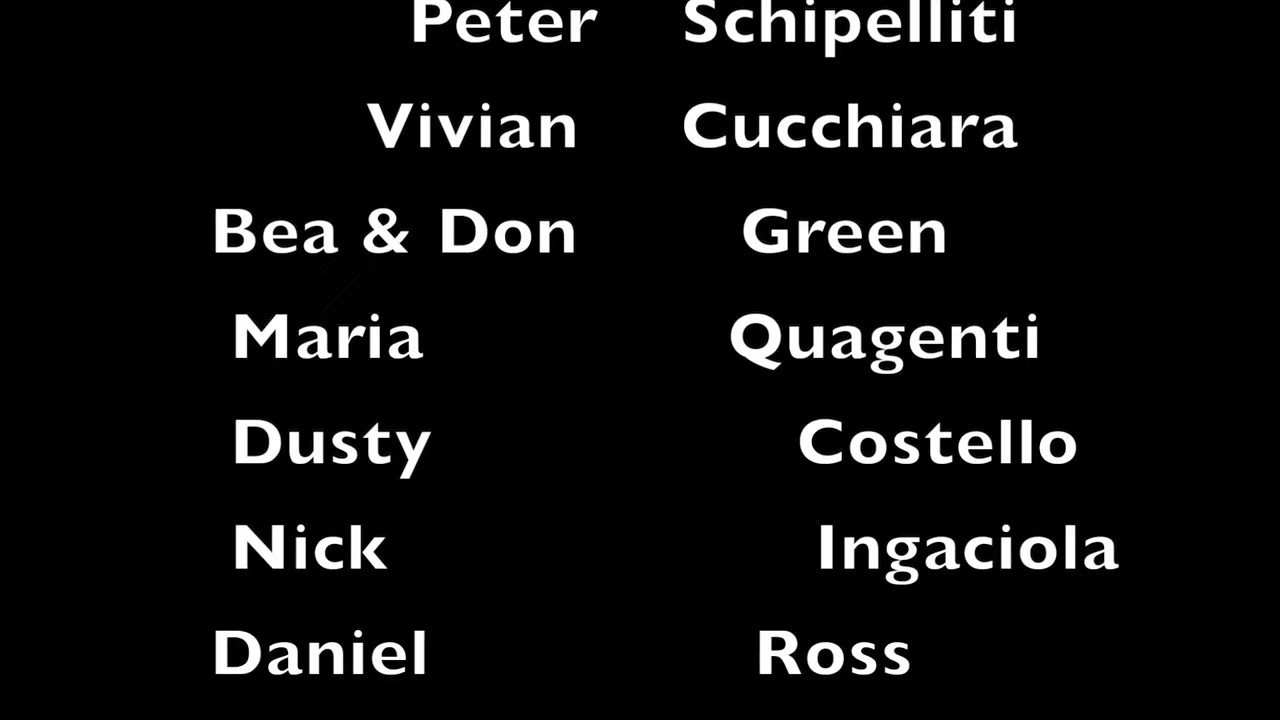 Peter Schipelliti
Vivian Cucchiara
Bea & Don Green
Maria Quagenti
Dusty Costello
Nick Ingaciola
Daniel Ross